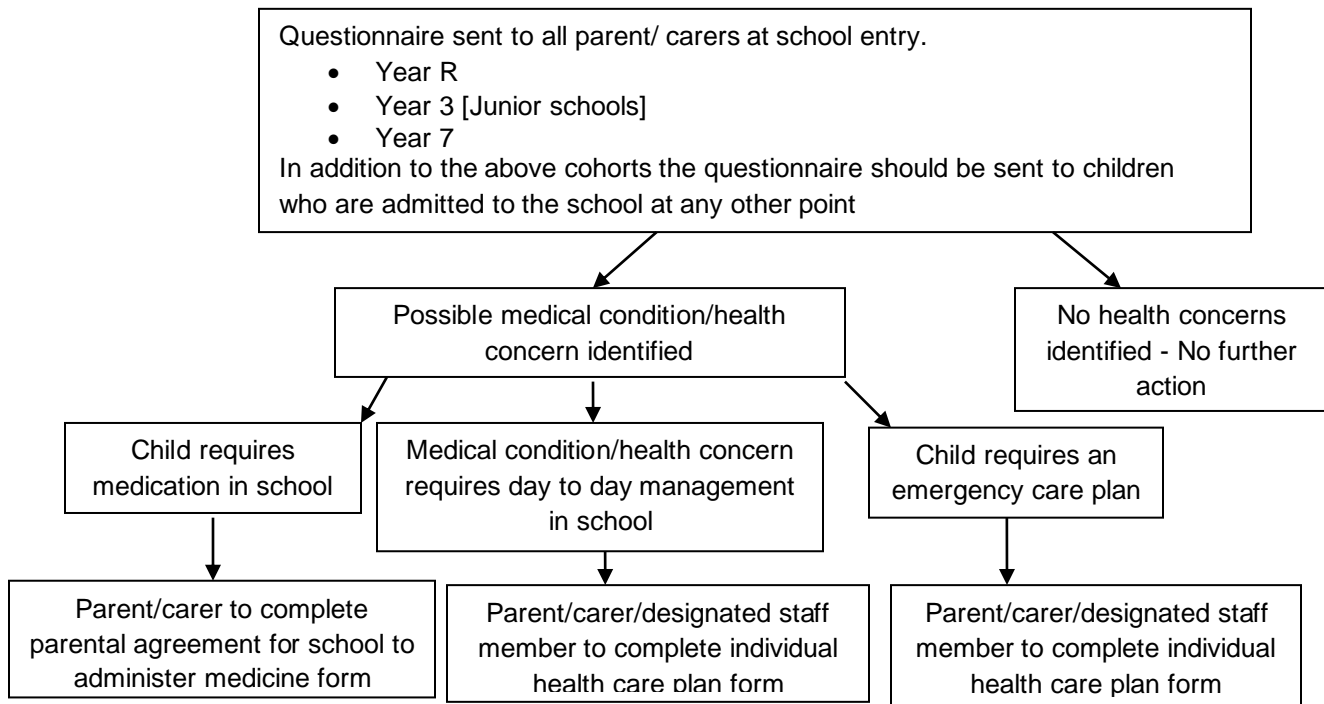 Questionnaire sent to all parent/ carers at school entry.
• Year R
• Year 3 [Junior schools]
• Year 7
In addition to the above cohorts the questionnaire should be sent to children
who are admitted to the school at any other point
Possible medical condition/health
concern identified
No health concerns
identified - No further
action
Child requires
medication in school
Medical condition/health concern
requires day to day management
in school
Child requires an
emergency care plan
Parent/carer to complete
parental agreement for school to
administer medicine form
Parent/carer/designated staff
member to complete individual
health care plan form
Parent/carer/designated staff
member to complete individual
health care plan form